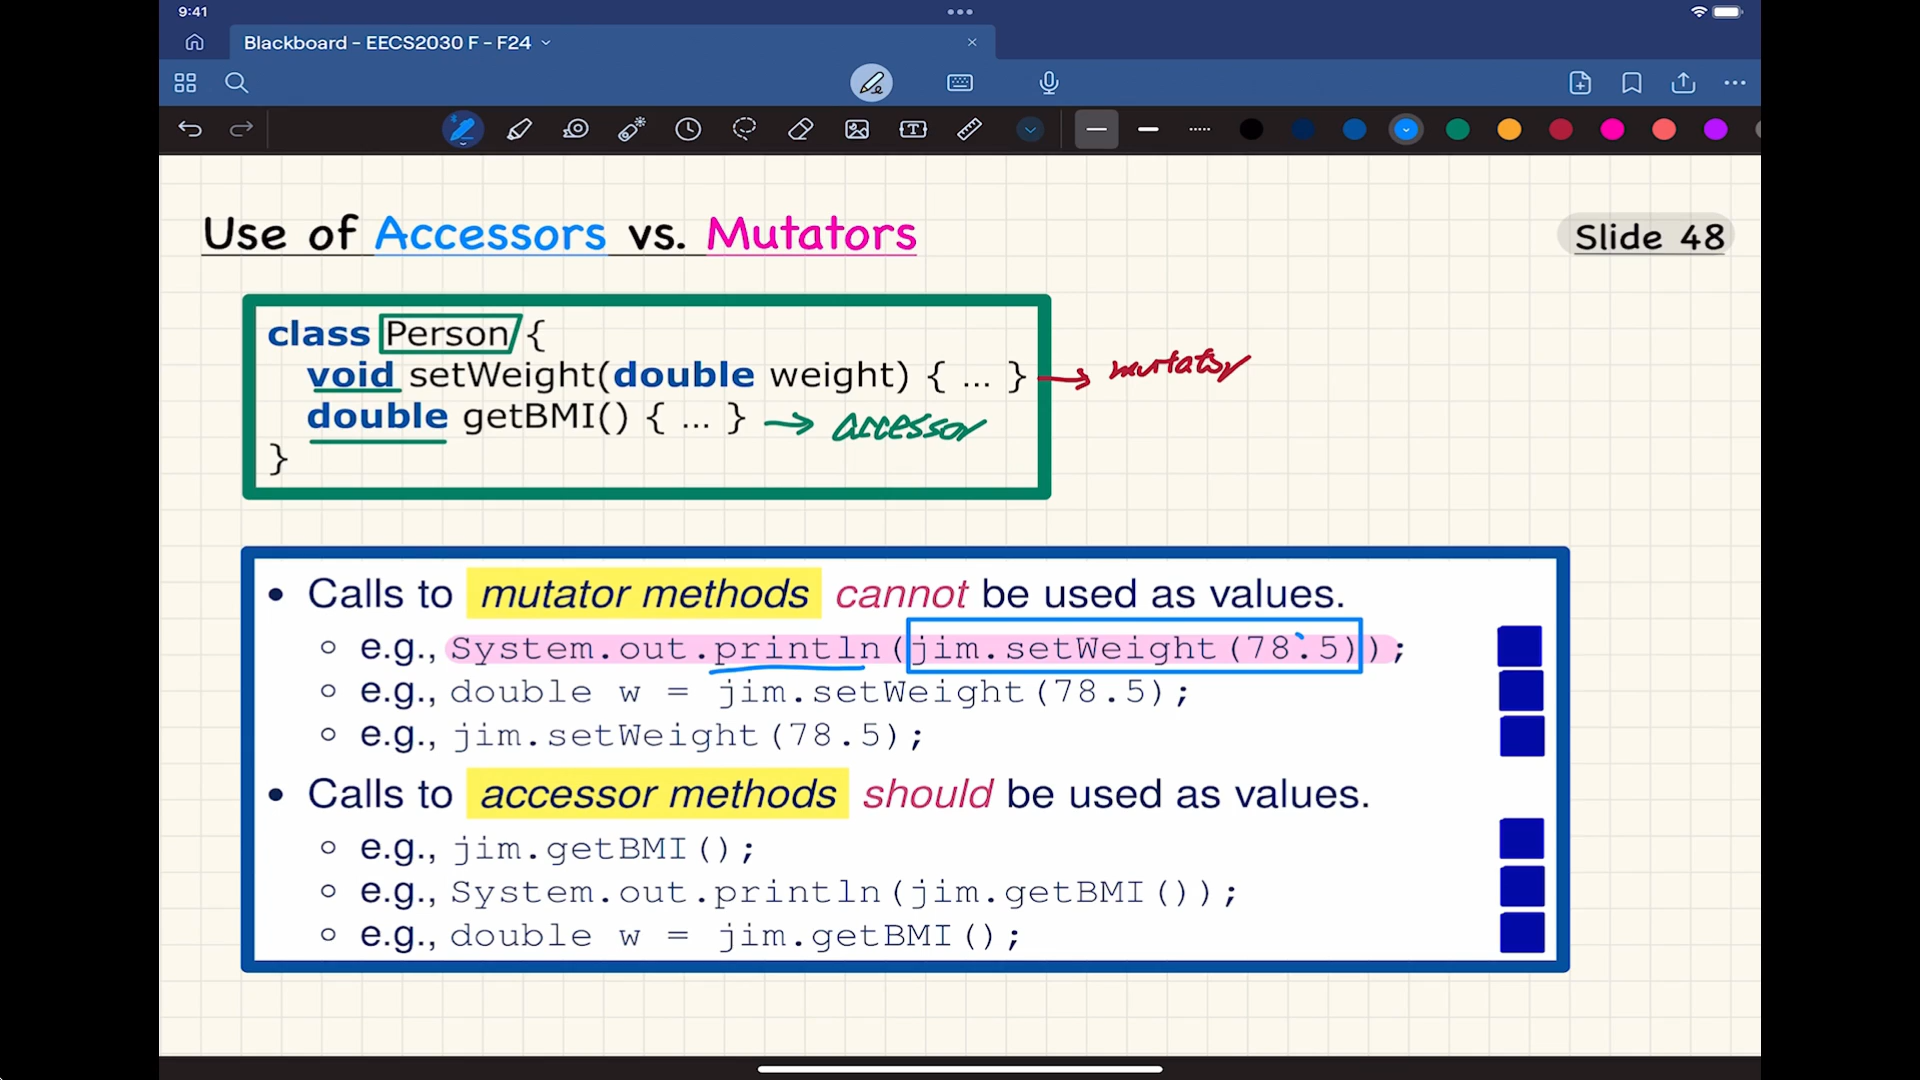 9:41
Blackboard - EECS2030 F - F24
Use of Accessors vs. Mutators
Slide 48
class Person {
void setWeight(double weight) { ... } → mutator
double getBMI() { ... } → accessor
}
• Calls to mutator methods cannot be used as values.
○ e.g., System.out.println(jim.setWeight(78.5));
○ e.g., double w = jim.setWeight(78.5);
○ e.g., jim.setWeight(78.5);
• Calls to accessor methods should be used as values.
○ e.g., jim.getBMI();
○ e.g., System.out.println(jim.getBMI());
○ e.g., double w = jim.getBMI();